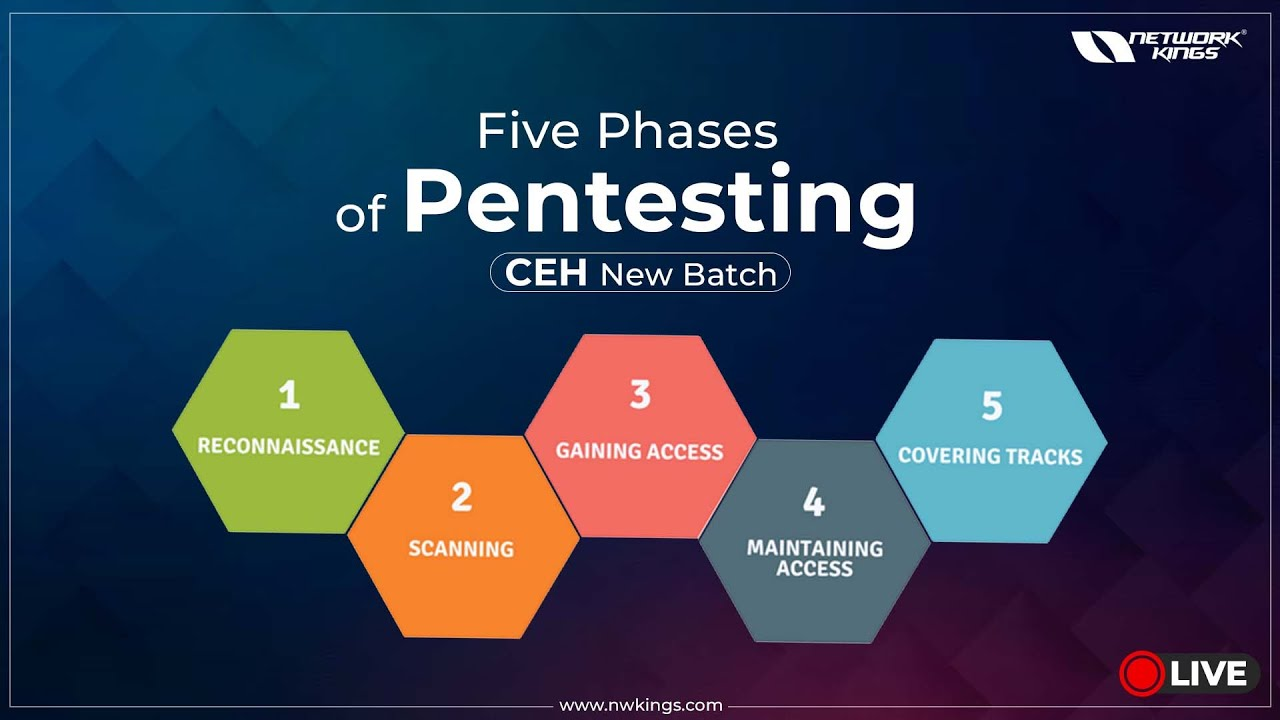 NETWORK
KINGS®
Five Phases
of Pentesting
CEH New Batch
1
RECONNAISSANCE
2
SCANNING
3
GAINING ACCESS
4
MAINTAINING
ACCESS
5
COVERING TRACKS
LIVE
www.nwkings.com